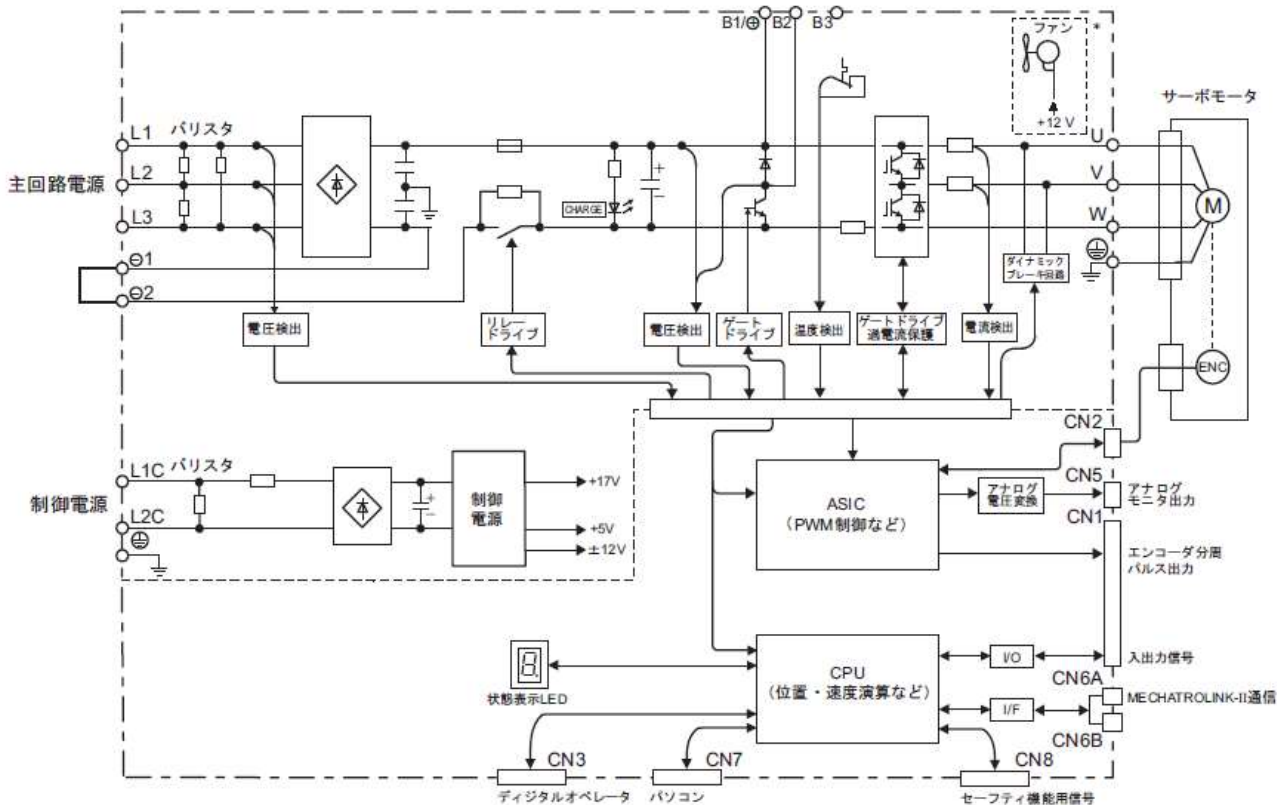 B1/⊕
B2
B3
ファン
*
+12 V
サーボモータ
L1
バリスタ
U
L2
主回路電源
V
CHARGE
M
L3
W
⊖1
ダイナミック
ブレーキ回路
⊖2
電圧検出
リレー
ドライブ
電圧検出
ゲート
ドライブ
温度検出
ゲートドライブ
過電流保護
電流検出
ENC
CN2
L1C
バリスタ
+17V
制御電源
制御
電源
ASIC
(PWM制御など)
アナログ
電圧変換
CN5
アナログ
モニタ出力
L2C
+5V
±12V
CN1
エンコーダ分周
パルス出力
8
状態表示LED
CPU
(位置・速度演算など)
I/O
入出力信号
CN6A
I/F
MECHATROLINK-II通信
CN6B
CN3
CN7
CN8
ディジタルオペレータ
パソコン
セーフティ機能用信号